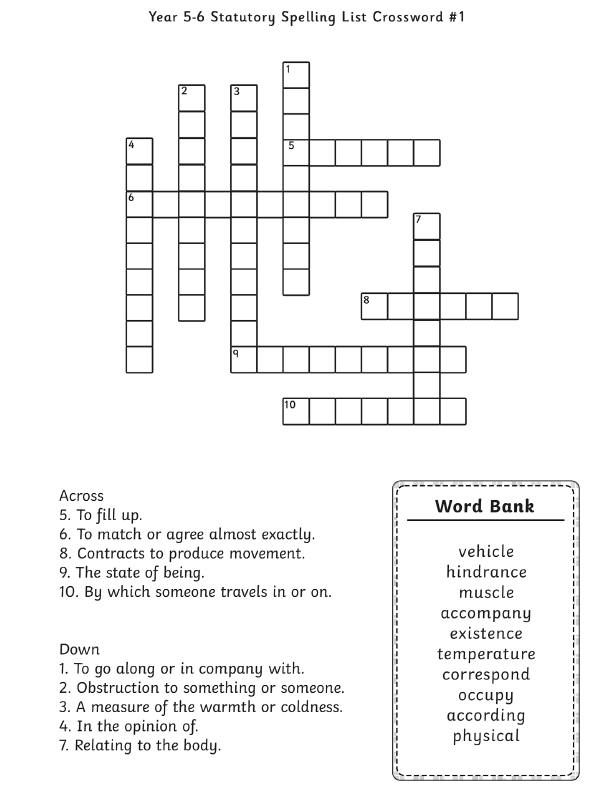 Year 5-6 Statutory Spelling List Crossword #1
1
2
3
4
5
6
7
8
9
10
Across
5. To fill up.
6. To match or agree almost exactly.
8. Contracts to produce movement.
9. The state of being.
10. By which someone travels in or on.
Down
1. To go along or in company with.
2. Obstruction to something or someone.
3. A measure of the warmth or coldness.
4. In the opinion of.
7. Relating to the body.
Word Bank
vehicle
hindrance
muscle
accompany
existence
temperature
correspond
occupy
according
physical